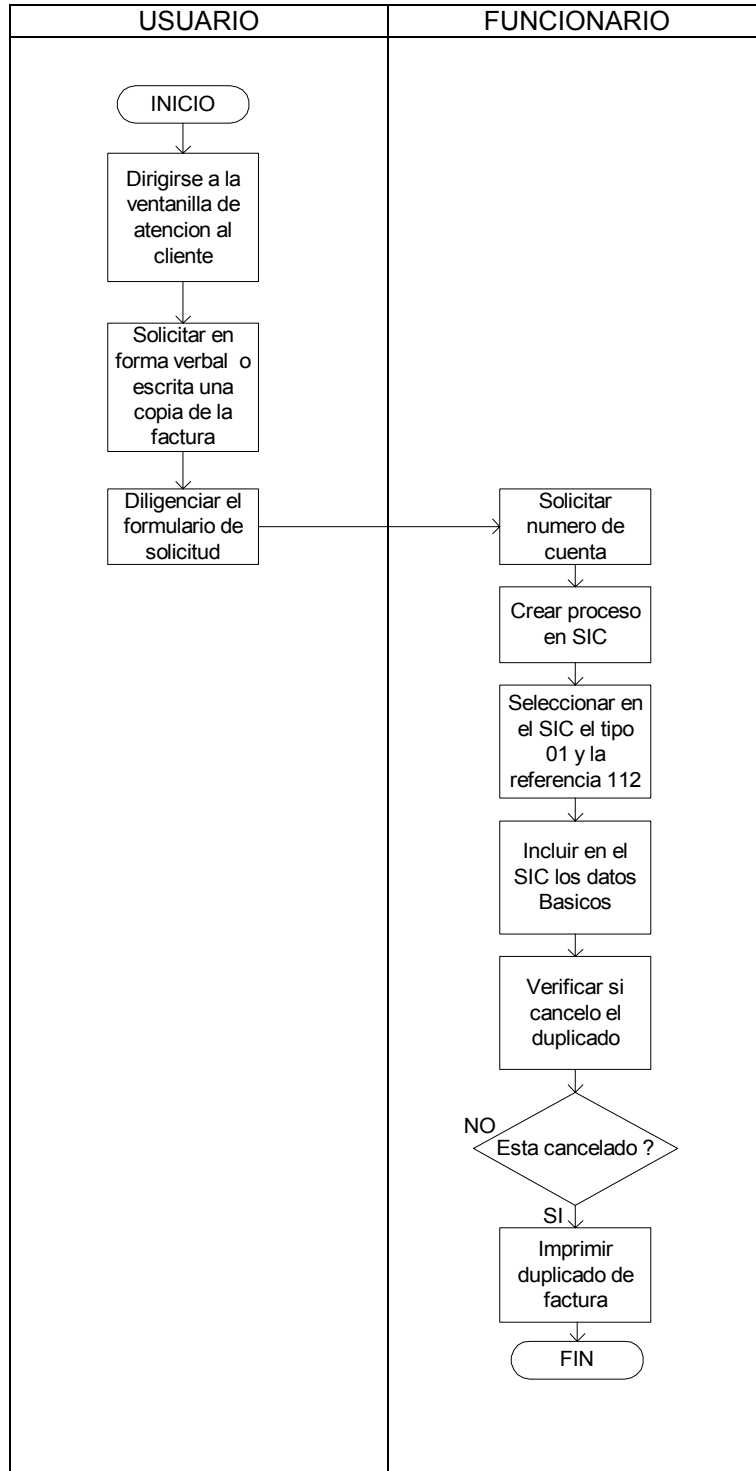 USUARIO
FUNCIONARIO
INICIO
Dirigirse a la
ventanilla de
atencion al
cliente
Solicitar en
forma verbal o
escrita una
copia de la
factura
Diligenciar el
formulario de
solicitud
Solicitar
numero de
cuenta
Crear proceso
en SIC
Seleccionar en
el SIC el tipo
01 y la
referencia 112
Incluir en el
SIC los datos
Basicos
Verificar si
cancelo el
duplicado
NO
Esta cancelado ?
SI
Imprimir
duplicado de
factura
FIN